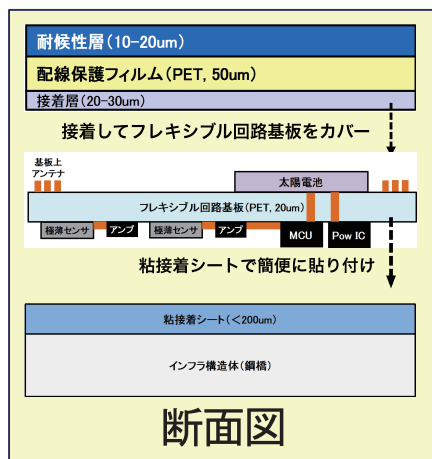 耐候性層（10-20um）
配線保護フィルム（PET, 50um）
接着層（20-30um）
接着してフレキシブル回路基板をカバー
基板上
アンテナ
太陽電池
フレキシブル回路基板（PET, 20um）
極薄センサ アンプ 極薄センサ アンプ MCU Pow IC
粘接着シートで簡便に貼り付け
粘接着シート（<200um）
インフラ構造体（鋼橋）
断面図